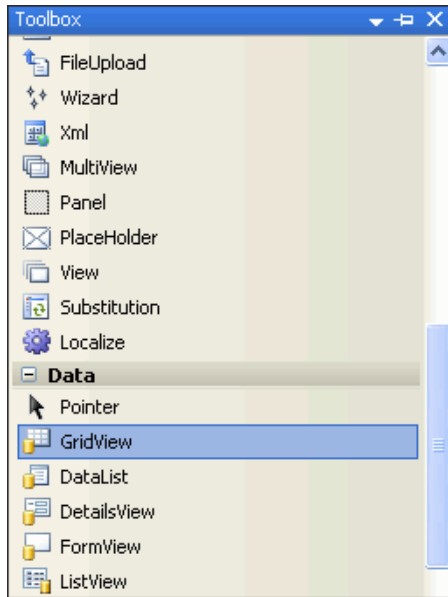 Toolbox
FileUpload
Wizard
Xml
MultiView
Panel
PlaceHolder
View
Substitution
Localize
Data
Pointer
GridView
DataList
DetailsView
FormView
ListView